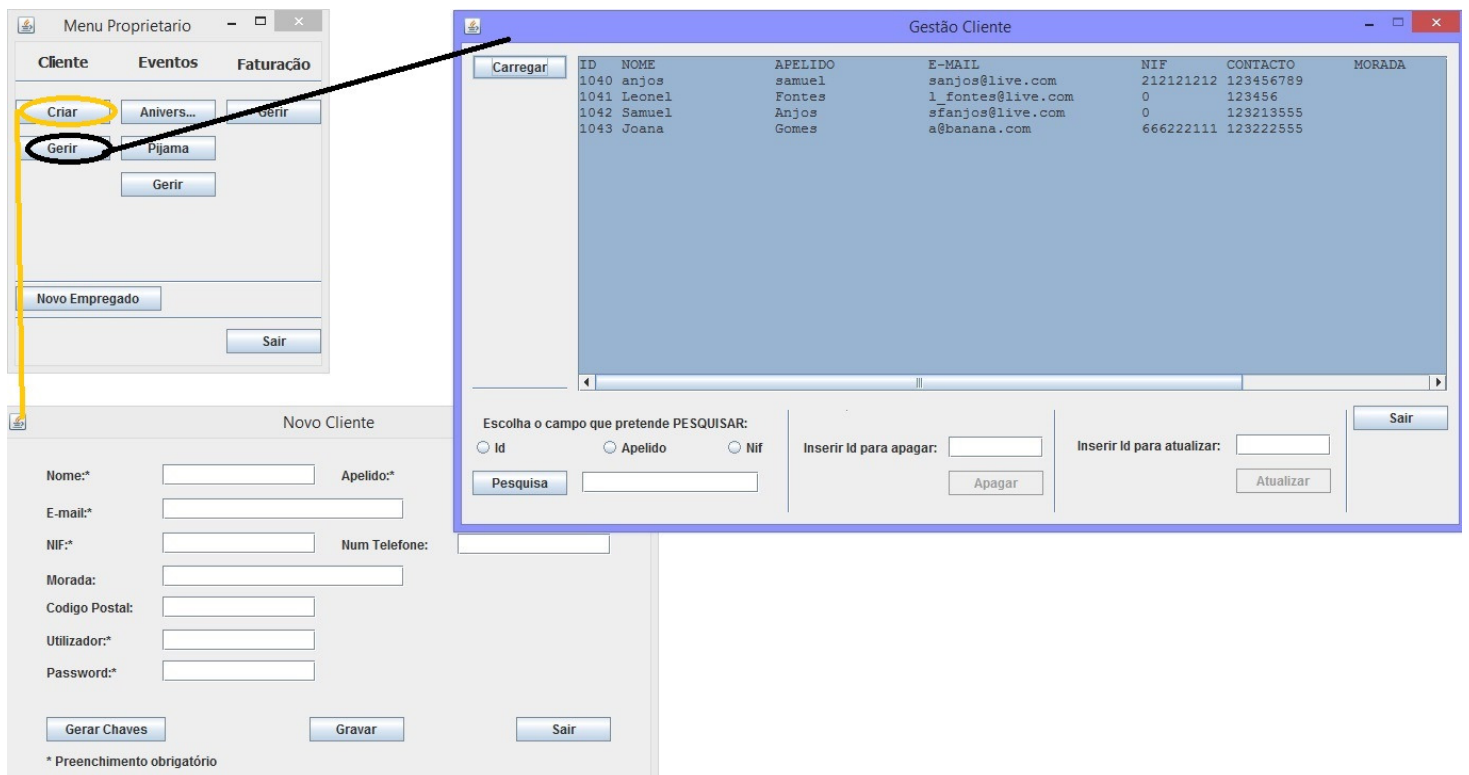 Menu Proprietario
Cliente Eventos Faturação
Criar Anivers... Gerir
Gerir Pijama
Gerir
Novo Empregado
Sair
Gestão Cliente
Carregar
ID NOME APELIDO E-MAIL NIF CONTACTO MORADA
1040 anjos samuel sanjos@live.com 212121212 123456789
1041 Leonel Fontes l_fontes@live.com 0 123456
1042 Samuel Anjos sfanjos@live.com 0 123213555
1043 Joana Gomes a@banana.com 666222111 123222555
Escolha o campo que pretende PESQUISAR:
Id Apelido Nif
Pesquisa
Inserir Id para apagar:
Apagar
Inserir Id para atualizar:
Atualizar
Sair
Novo Cliente
Nome:* Apelido:*
E-mail:*
NIF:* Num Telefone:
Morada:
Codigo Postal:
Utilizador:*
Password:*
Gerar Chaves Gravar Sair
* Preenchimento obrigatório